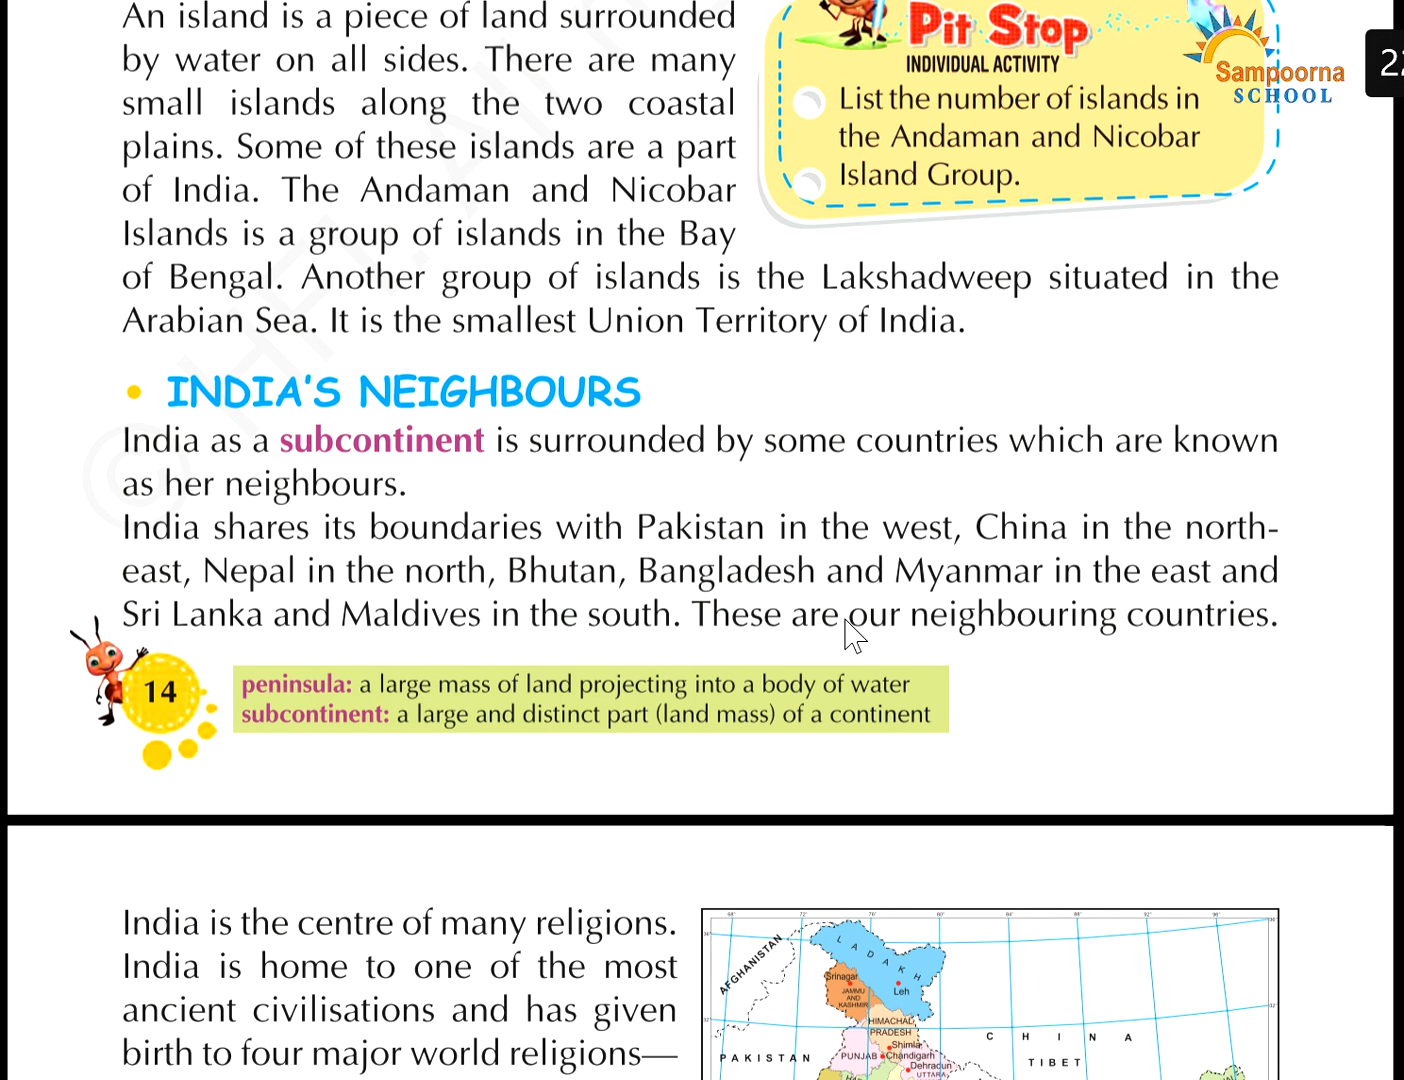 An island is a piece of land surrounded
by water on all sides. There are many
small islands along the two coastal
plains. Some of these islands are a part
of India. The Andaman and Nicobar
Islands is a group of islands in the Bay
of Bengal. Another group of islands is the Lakshadweep situated in the
Arabian Sea. It is the smallest Union Territory of India.
Pit Stop
INDIVIDUAL ACTIVITY
List the number of islands in
the Andaman and Nicobar
Island Group.
Sampoorna
SCHOOL
• INDIA'S NEIGHBOURS
India as a subcontinent is surrounded by some countries which are known
as her neighbours.
India shares its boundaries with Pakistan in the west, China in the north-
east, Nepal in the north, Bhutan, Bangladesh and Myanmar in the east and
Sri Lanka and Maldives in the south. These are our neighbouring countries.
14
peninsula: a large mass of land projecting into a body of water
subcontinent: a large and distinct part (land mass) of a continent
India is the centre of many religions.
India is home to one of the most
ancient civilisations and has given
birth to four major world religions—
AFGHANISTAN
LADAKH
Srinagar
Leh
JAMMU
AND
KASHMIR
HIMACHAL
PRADESH
Shimla
PUNJAB
Chandigarh
Dehradun
PAKISTAN
CHINA
TIBET